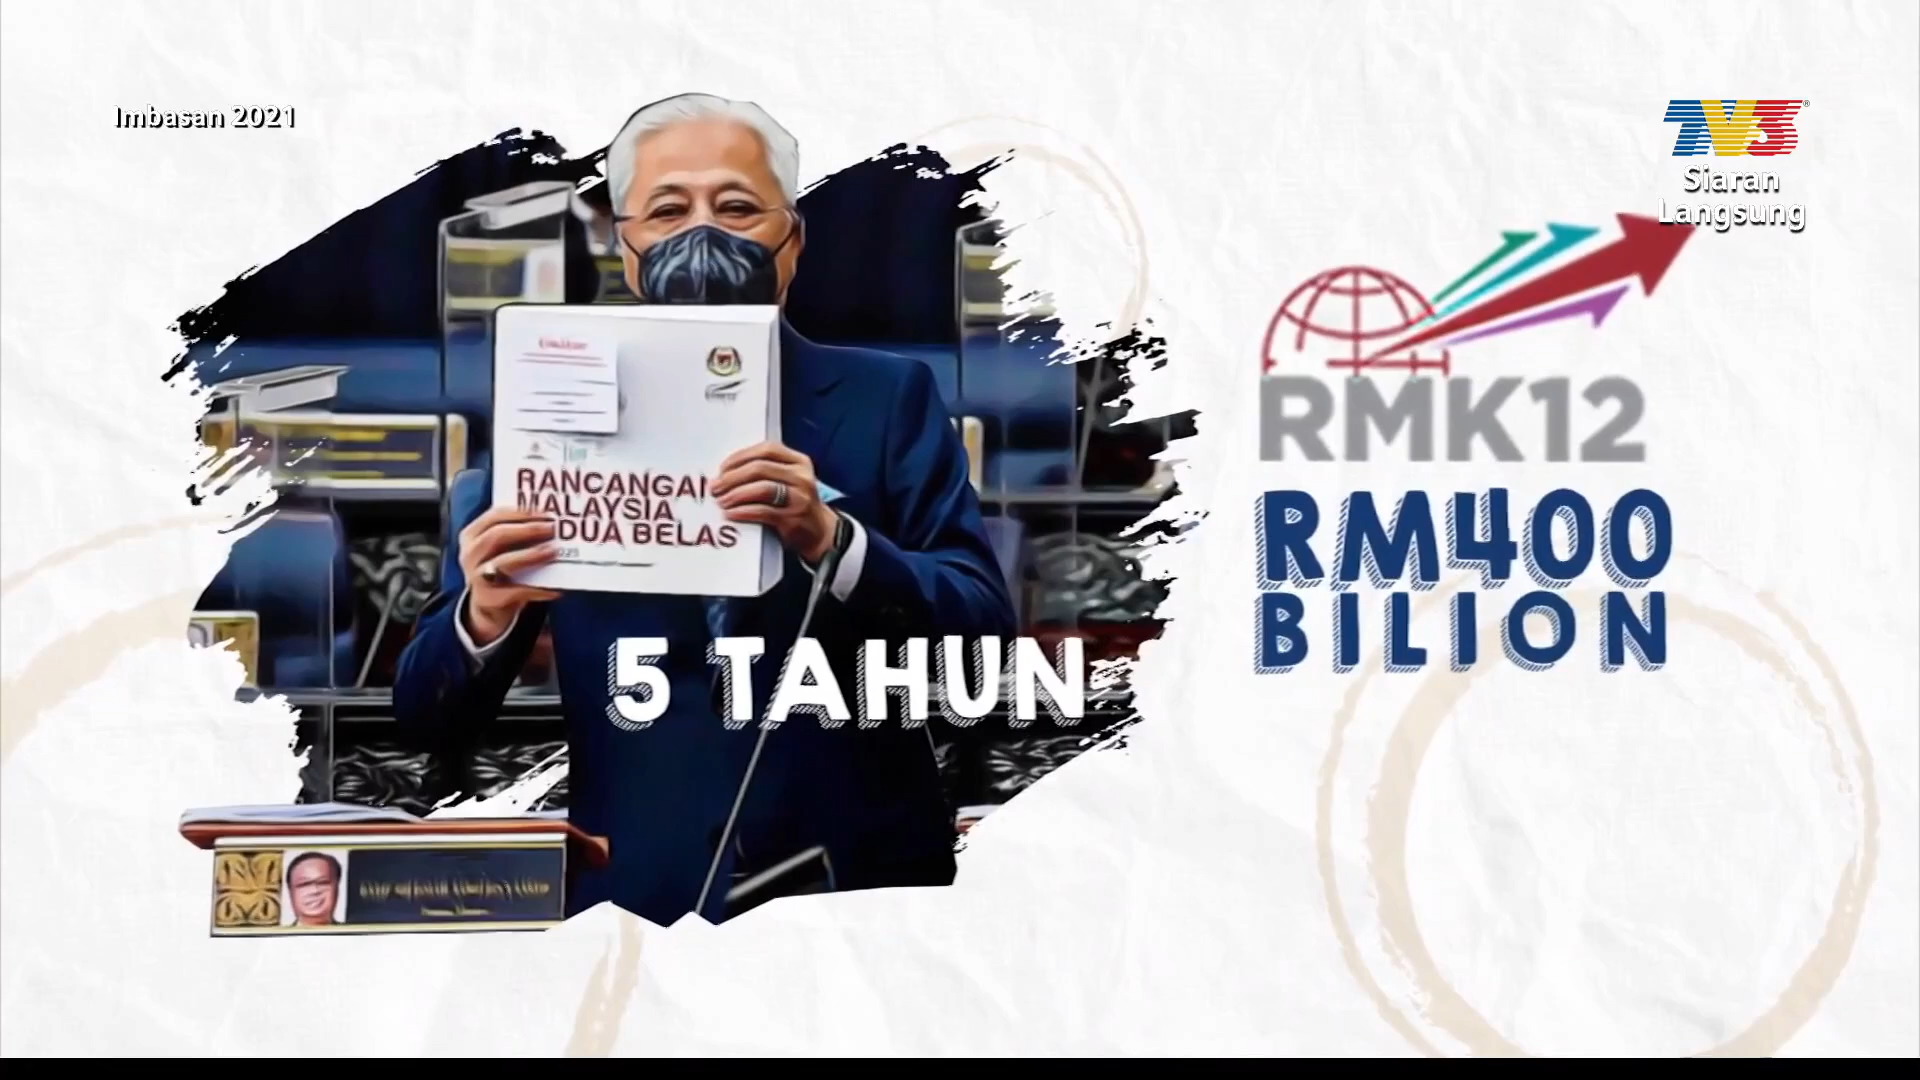 Imbasan 2021
TV3
Siaran
Langsung
RANCANGAN
MALAYSIA
DUA BELAS
5 TAHUN
RMK12
RM400
BILION